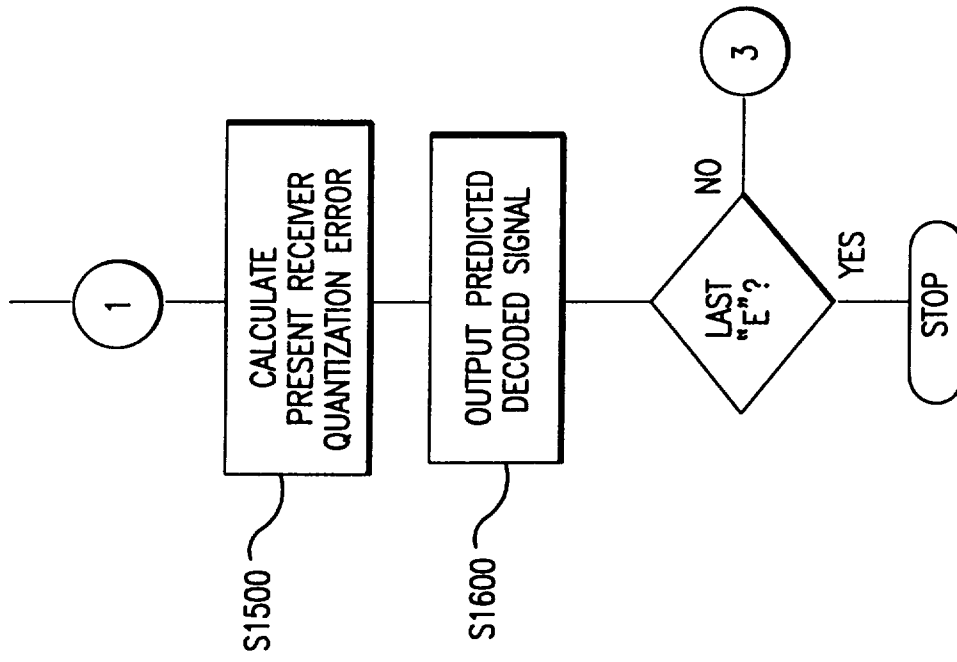 1
S1500
CALCULATE
PRESENT RECEIVER
QUANTIZATION ERROR
S1600
OUTPUT PREDICTED
DECODED SIGNAL
LAST
"E"?
NO
3
YES
STOP